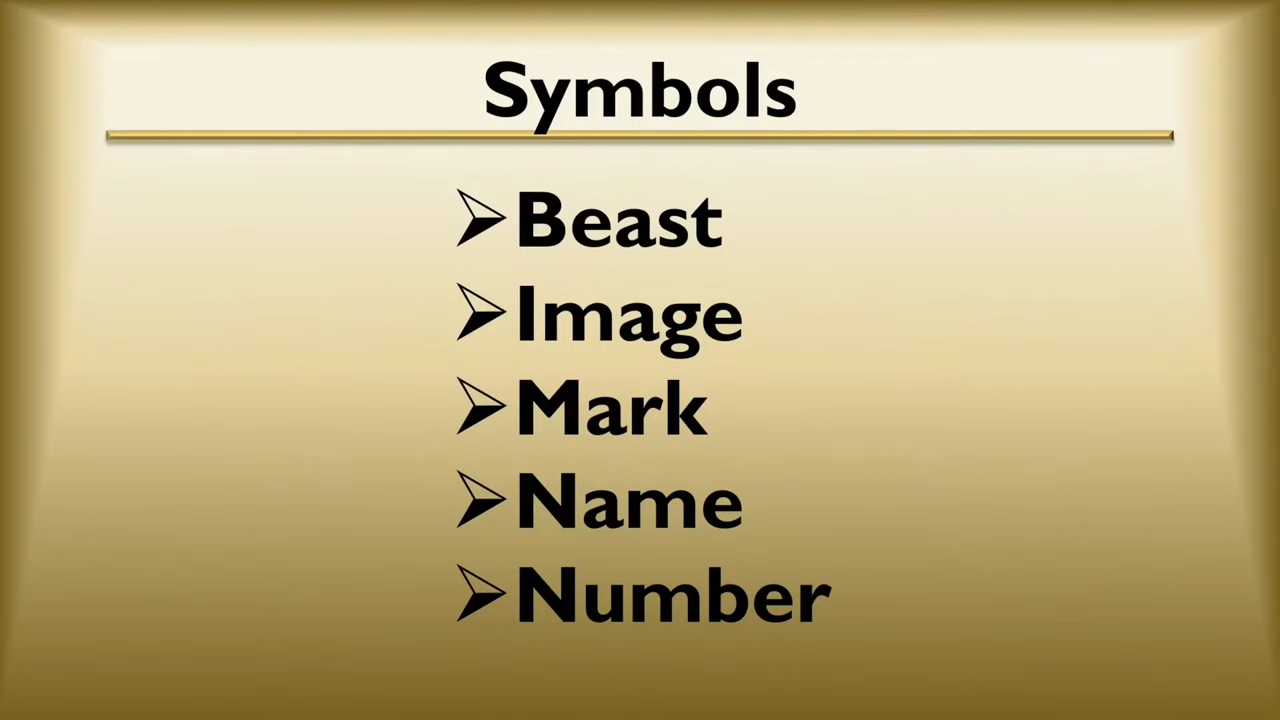 Symbols
➢Beast
➢Image
➢Mark
➢Name
➢Number